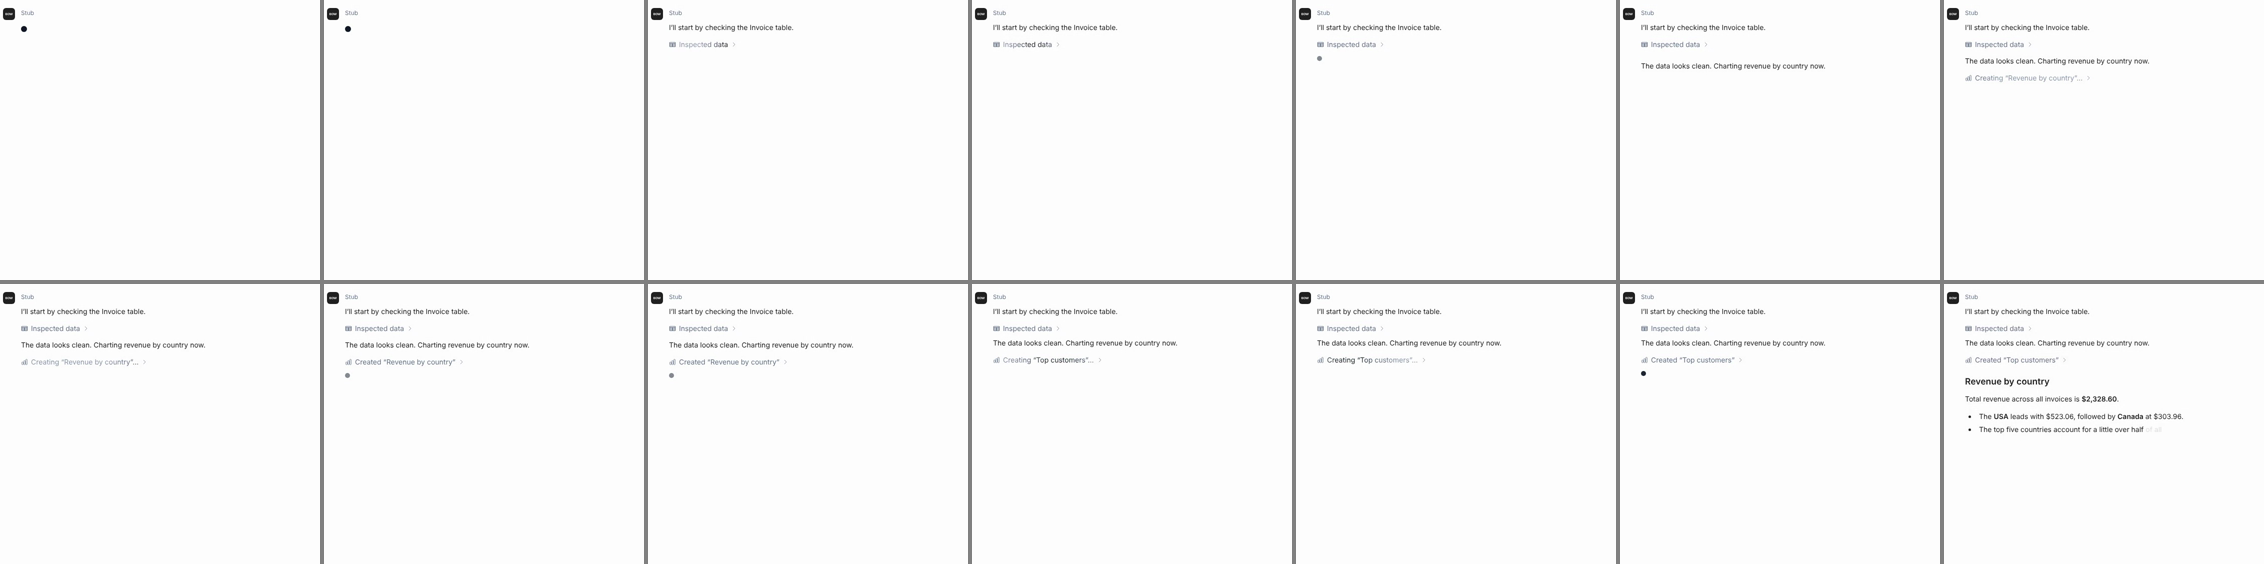 Stub
Stub
Stub
I'll start by checking the Invoice table.
Inspected data
Stub
I'll start by checking the Invoice table.
Inspected data
Stub
I'll start by checking the Invoice table.
Inspected data
Stub
I'll start by checking the Invoice table.
Inspected data
The data looks clean. Charting revenue by country now.
Stub
I'll start by checking the Invoice table.
Inspected data
The data looks clean. Charting revenue by country now.
Creating “Revenue by country”...
Stub
I'll start by checking the Invoice table.
Inspected data
The data looks clean. Charting revenue by country now.
Creating “Revenue by country”...
Stub
I'll start by checking the Invoice table.
Inspected data
The data looks clean. Charting revenue by country now.
Created “Revenue by country”
Stub
I'll start by checking the Invoice table.
Inspected data
The data looks clean. Charting revenue by country now.
Created “Revenue by country”
Stub
I'll start by checking the Invoice table.
Inspected data
The data looks clean. Charting revenue by country now.
Creating “Top customers”...
Stub
I'll start by checking the Invoice table.
Inspected data
The data looks clean. Charting revenue by country now.
Creating “Top customers”...
Stub
I'll start by checking the Invoice table.
Inspected data
The data looks clean. Charting revenue by country now.
Created “Top customers”
Stub
I'll start by checking the Invoice table.
Inspected data
The data looks clean. Charting revenue by country now.
Created “Top customers”
Revenue by country
Total revenue across all invoices is $2,328.60.
• The USA leads with $523.06, followed by Canada at $303.96.
• The top five countries account for a little over half of all